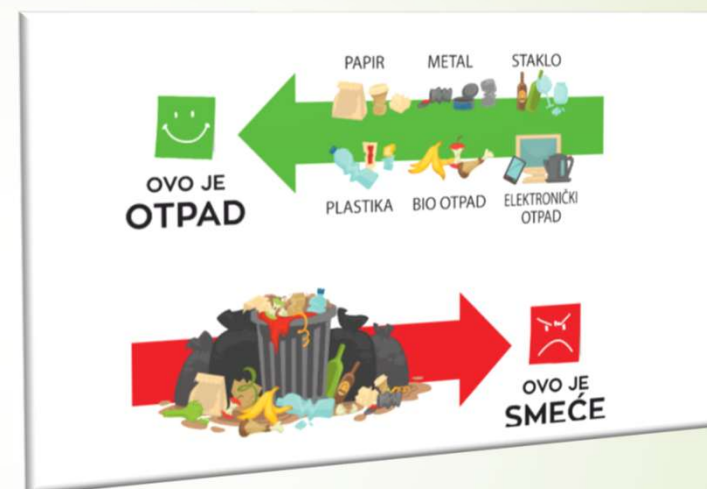 PAPIR METAL STAKLO
OVO JE
OTPAD
PLASTIKA BIO OTPAD ELEKTRONIČKI
OTPAD
OVO JE
SMEĆE